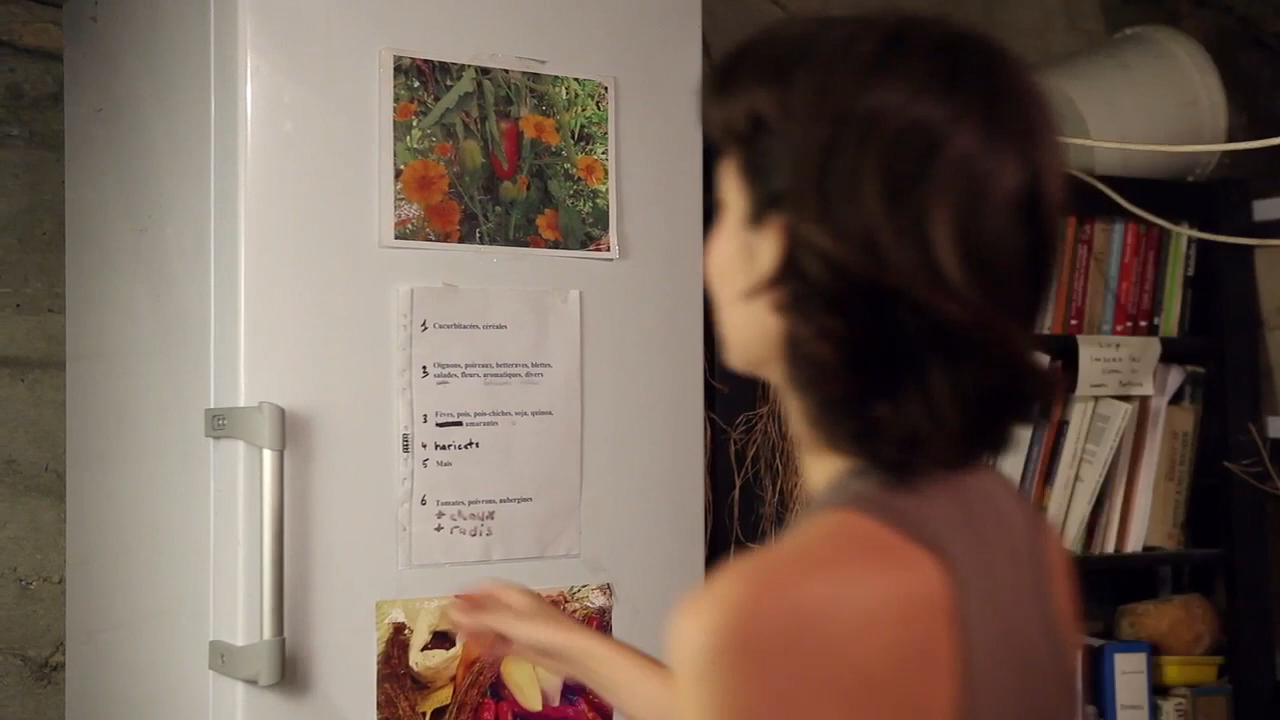 1 Cucurbitacées, céréales
3 Oignons, poireaux, betteraves, blettes,
salades, fleurs, aromatiques, divers
3 Fèves, pois, pois-chiches, soja, quinoa,
amarantes
4 haricots
5 Maïs
6 Tomates, poivrons, aubergines
+ choux
+ radis